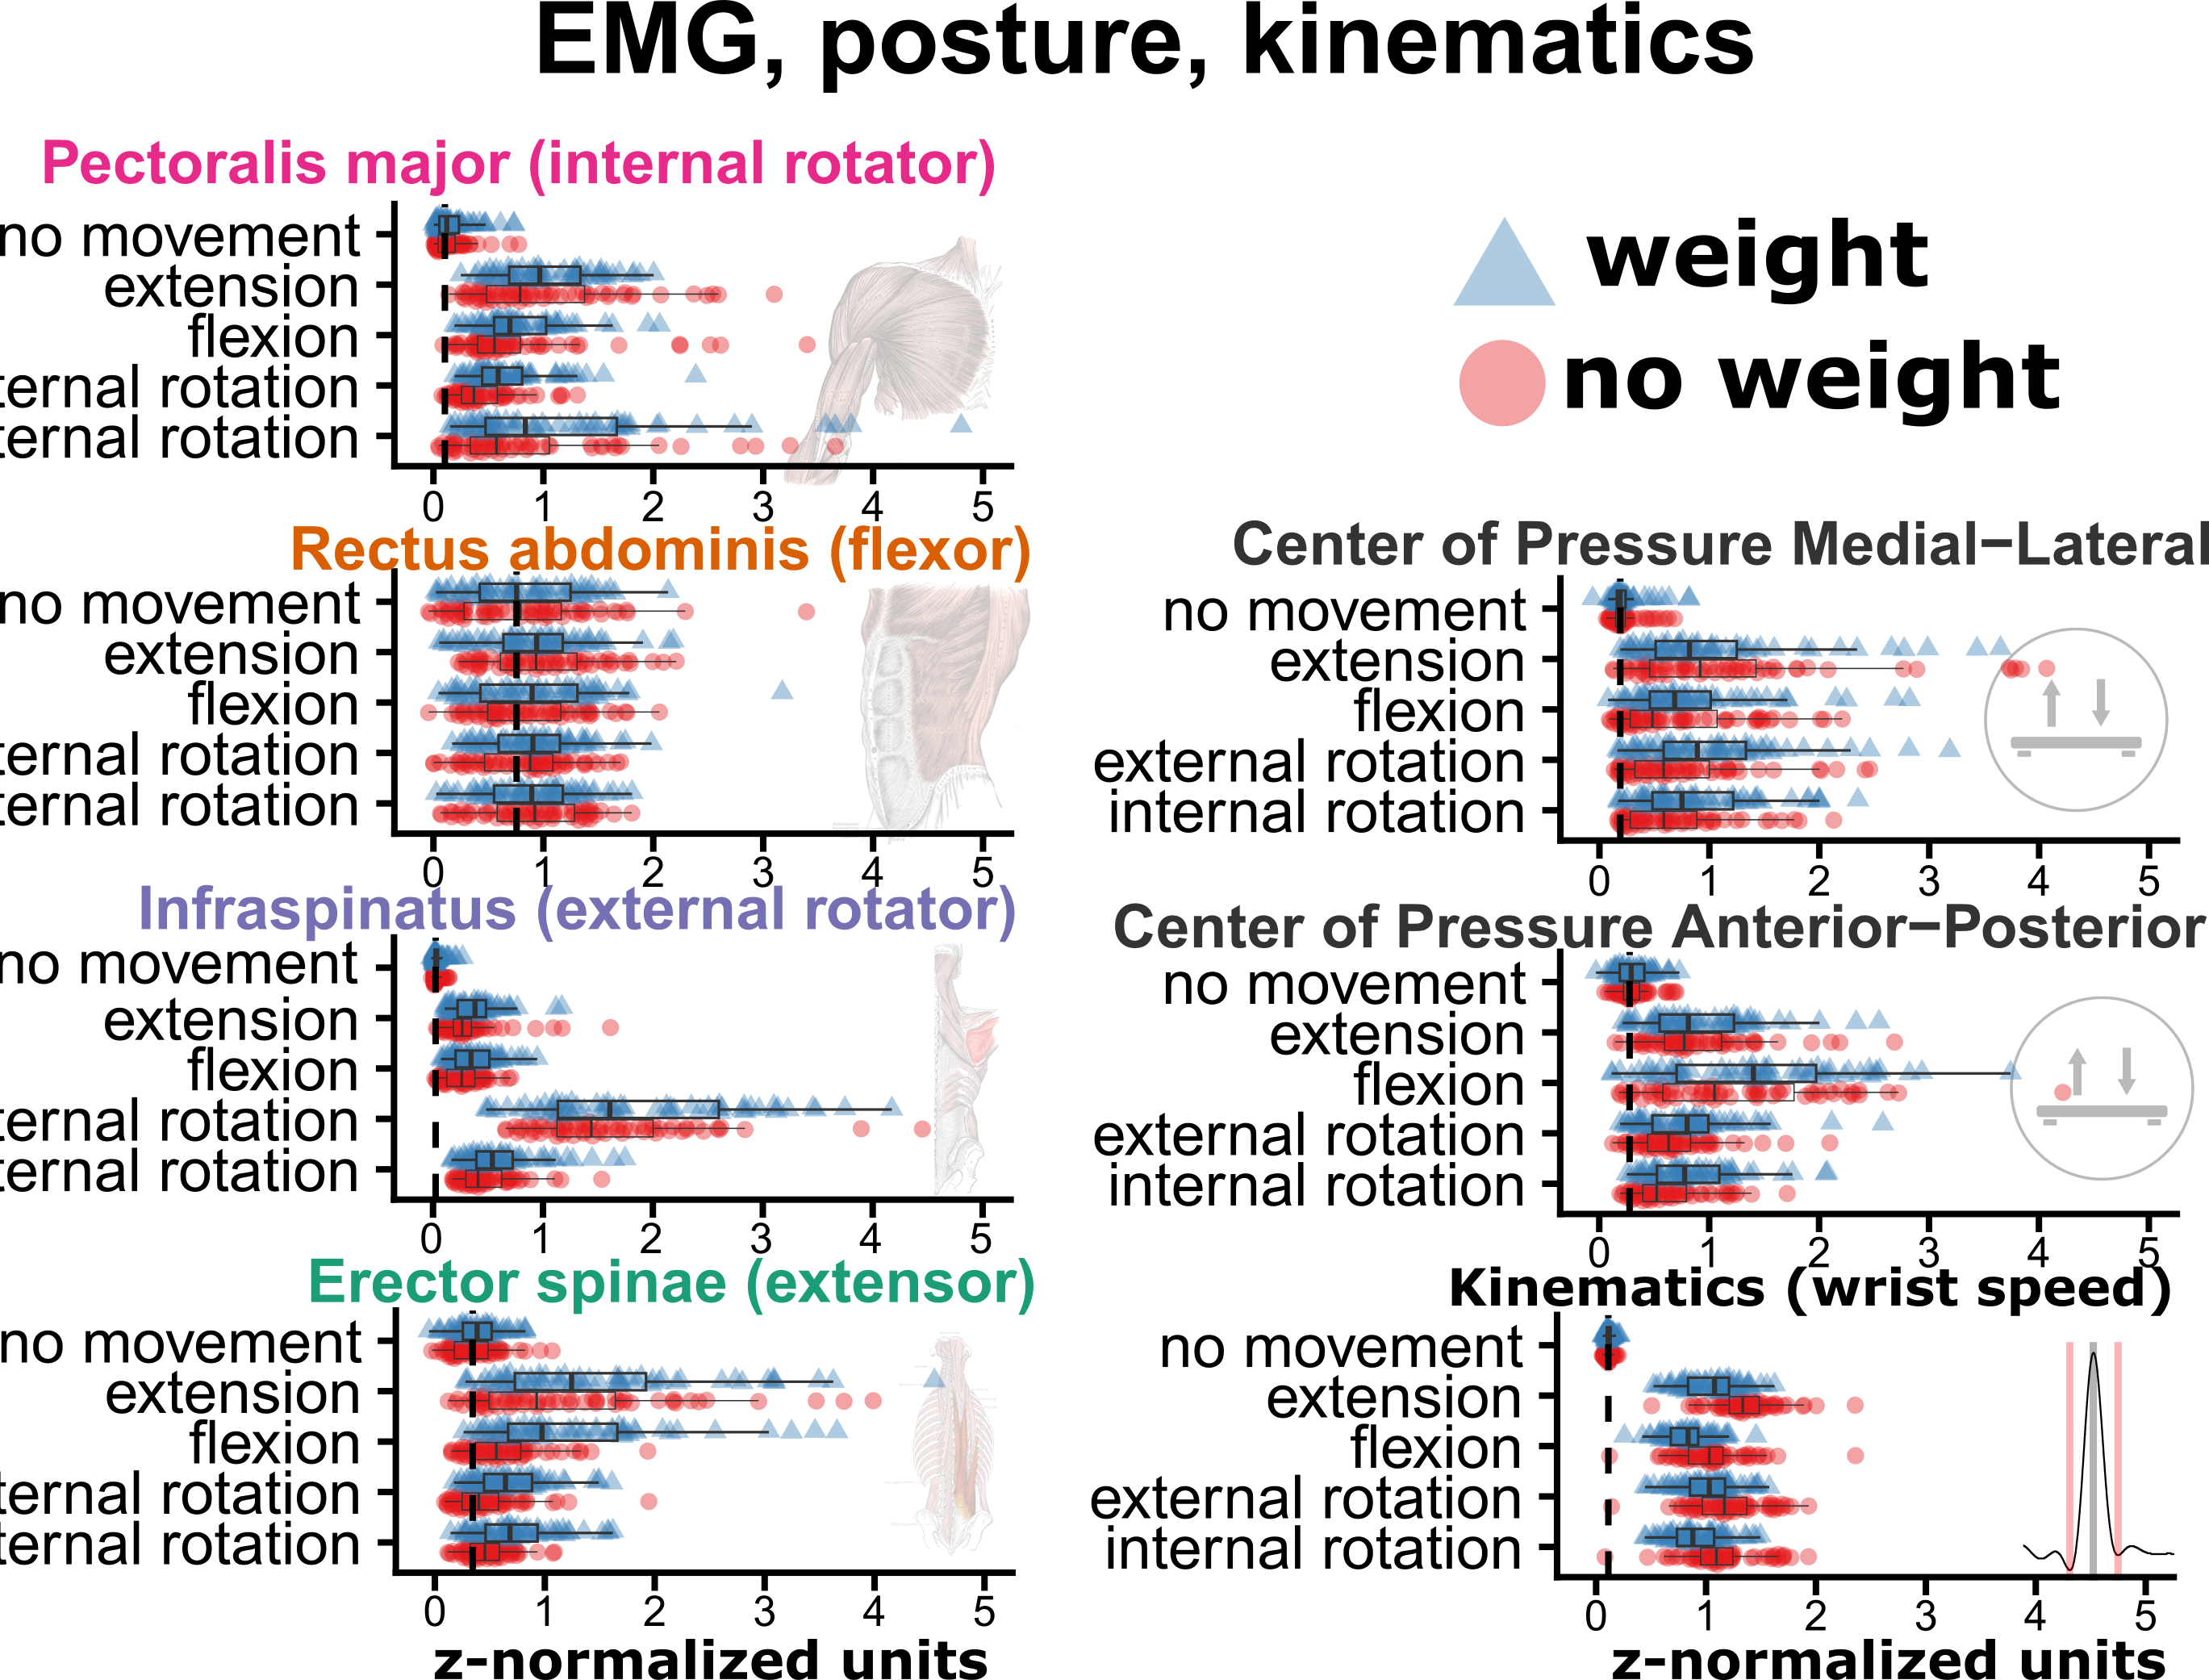 EMG, posture, kinematics
Pectoralis major (internal rotator)
no movement
extension
flexion
ternal rotation
ternal rotation
0 1 2 3 4 5
weight
no weight
Rectus abdominis (flexor)
no movement
extension
flexion
ternal rotation
ternal rotation
0 1 2 3 4 5
Infraspinatus (external rotator)
no movement
extension
flexion
ternal rotation
ternal rotation
0 1 2 3 4 5
Erector spinae (extensor)
no movement
extension
flexion
ternal rotation
ternal rotation
0 1 2 3 4 5
z-normalized units
Center of Pressure Medial−Lateral
no movement
extension
flexion
external rotation
internal rotation
0 1 2 3 4 5
Center of Pressure Anterior−Posterior
no movement
extension
flexion
external rotation
internal rotation
0 1 2 3 4 5
Kinematics (wrist speed)
no movement
extension
flexion
external rotation
internal rotation
0 1 2 3 4 5
z-normalized units